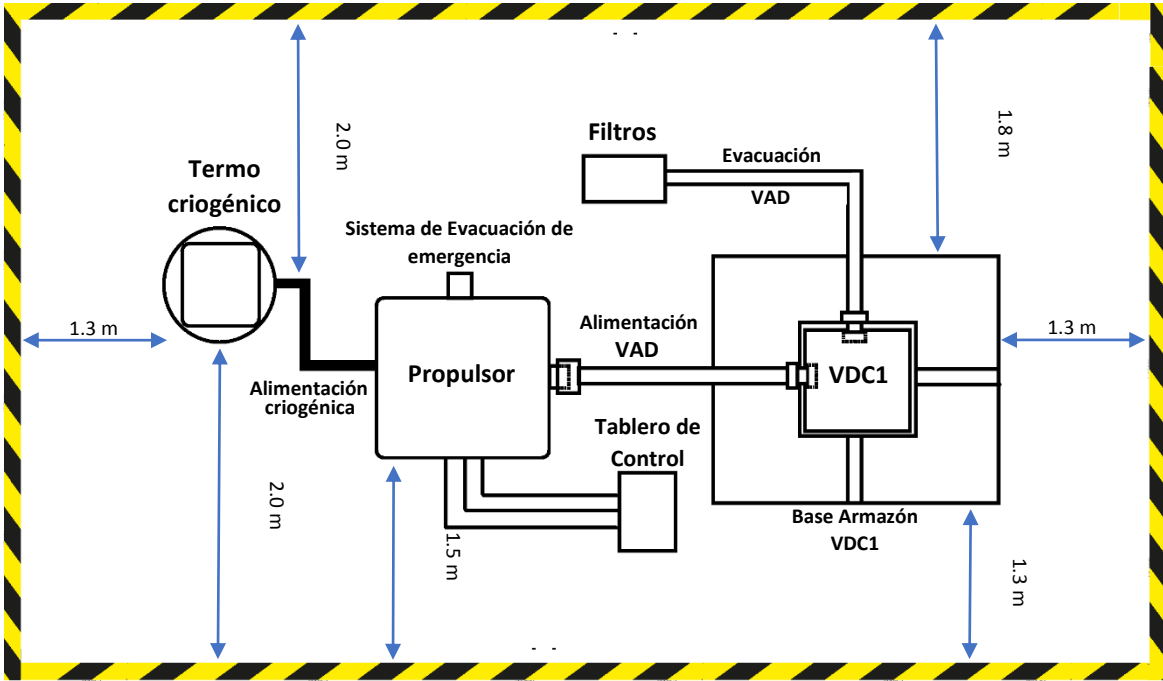 2.0 m
1.8 m
Filtros
Evacuación
VAD
Termo
criogénico
Sistema de Evacuación de
emergencia
1.3 m
Alimentación
VAD
1.3 m
Propulsor
VDC1
Alimentación
criogénica
Tablero de
Control
2.0 m
1.5 m
Base Armazón
VDC1
1.3 m